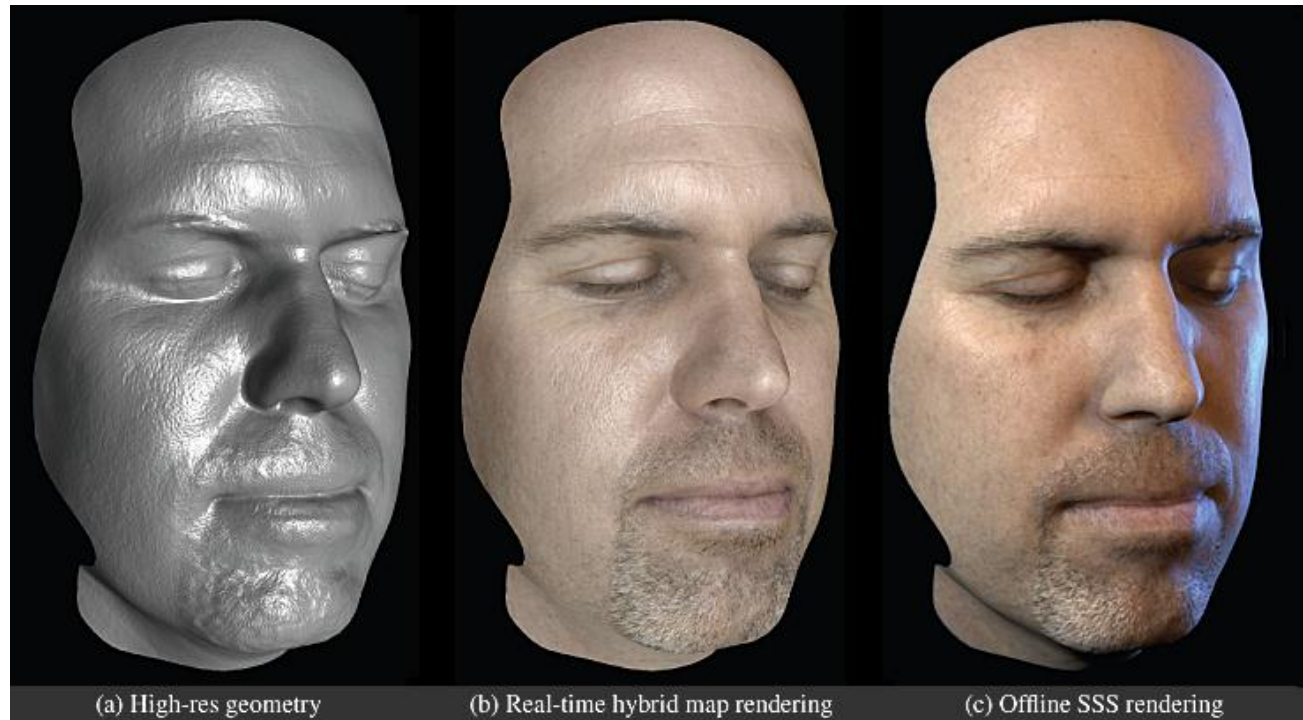 (a) High-res geometry
(b) Real-time hybrid map rendering
(c) Offline SSS rendering